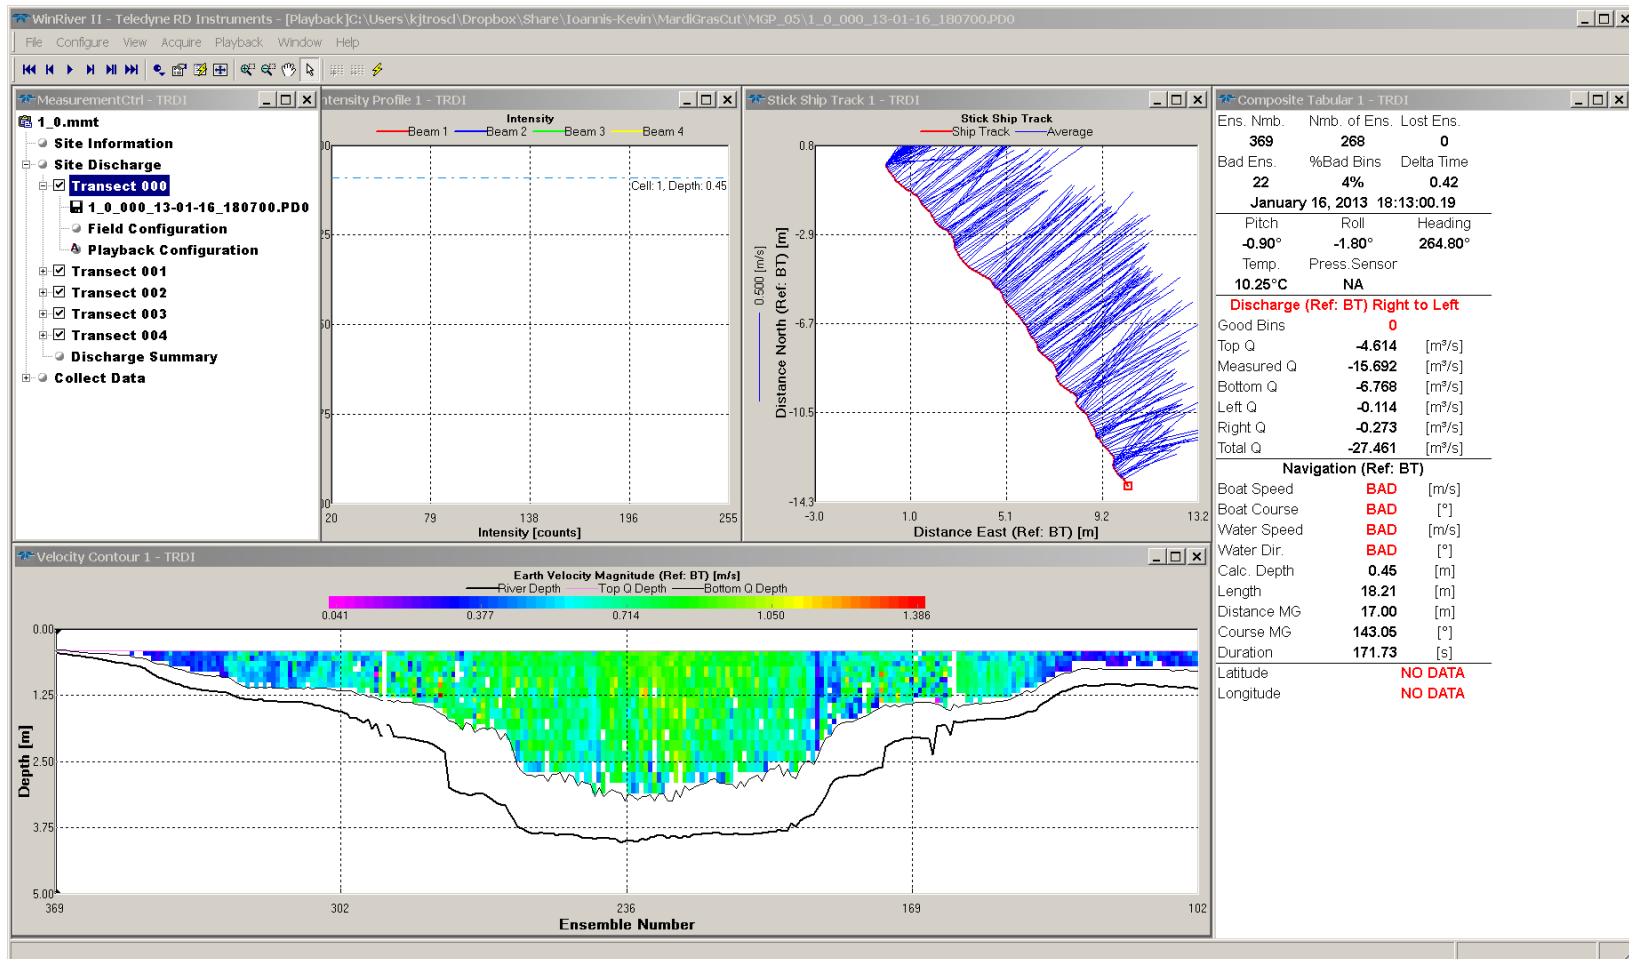 WinRiver II - Teledyne RD Instruments - [Playback]C:\Users\kjtroscl\Dropbox\Share\Ioannis-Kevin\MardiGrasCut\MGP_05\1_0_000_13-01-16_180700.PD0
File Configure View Acquire Playback Window Help
MeasurementCtrl - TRDI
1_0.mmt
Site Information
Site Discharge
Transect 000
1_0_000_13-01-16_180700.PD0
Field Configuration
Playback Configuration
Transect 001
Transect 002
Transect 003
Transect 004
Discharge Summary
Collect Data
ntensity Profile 1 - TRDI
Intensity
Beam 1 Beam 2 Beam 3 Beam 4
00
Cell: 1, Depth: 0.45
25
50
75
00
20 79 138 196 255
Intensity [counts]
Stick Ship Track 1 - TRDI
Stick Ship Track
Ship Track Average
0.500 [m/s]
Distance North (Ref: BT) [m]
0.8
-2.9
-6.7
-10.5
-14.3
-3.0 1.0 5.1 9.2 13.2
Distance East (Ref: BT) [m]
Composite Tabular 1 - TRDI
Ens. Nmb. Nmb. of Ens. Lost Ens.
369 268 0
Bad Ens. %Bad Bins Delta Time
22 4% 0.42
January 16, 2013 18:13:00.19
Pitch Roll Heading
-0.90° -1.80° 264.80°
Temp. Press.Sensor
10.25°C NA
Discharge (Ref: BT) Right to Left
Good Bins 0
Top Q -4.614 [m³/s]
Measured Q -15.692 [m³/s]
Bottom Q -6.768 [m³/s]
Left Q -0.114 [m³/s]
Right Q -0.273 [m³/s]
Total Q -27.461 [m³/s]
Navigation (Ref: BT)
Boat Speed BAD [m/s]
Boat Course BAD [°]
Water Speed BAD [m/s]
Water Dir. BAD [°]
Calc. Depth 0.45 [m]
Length 18.21 [m]
Distance MG 17.00 [m]
Course MG 143.05 [°]
Duration 171.73 [s]
Latitude NO DATA
Longitude NO DATA
Velocity Contour 1 - TRDI
Earth Velocity Magnitude (Ref: BT) [m/s]
River Depth Top Q Depth Bottom Q Depth
0.041 0.377 0.714 1.050 1.386
Depth [m]
0.00
1.25
2.50
3.75
5.00
369 302 236 169 102
Ensemble Number